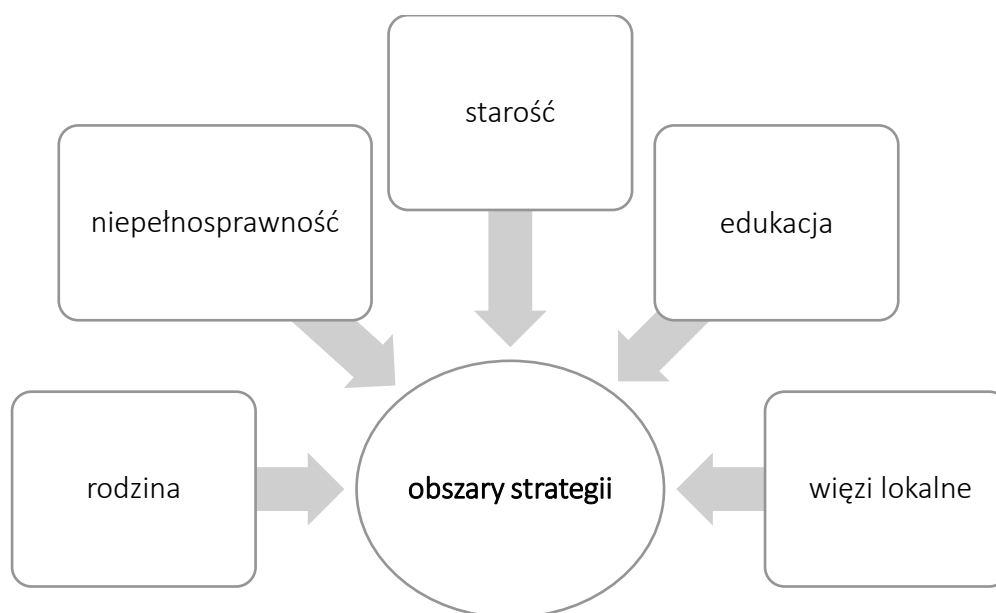 starość
niepełnosprawność
edukacja
rodzina
obszary strategii
więzi lokalne